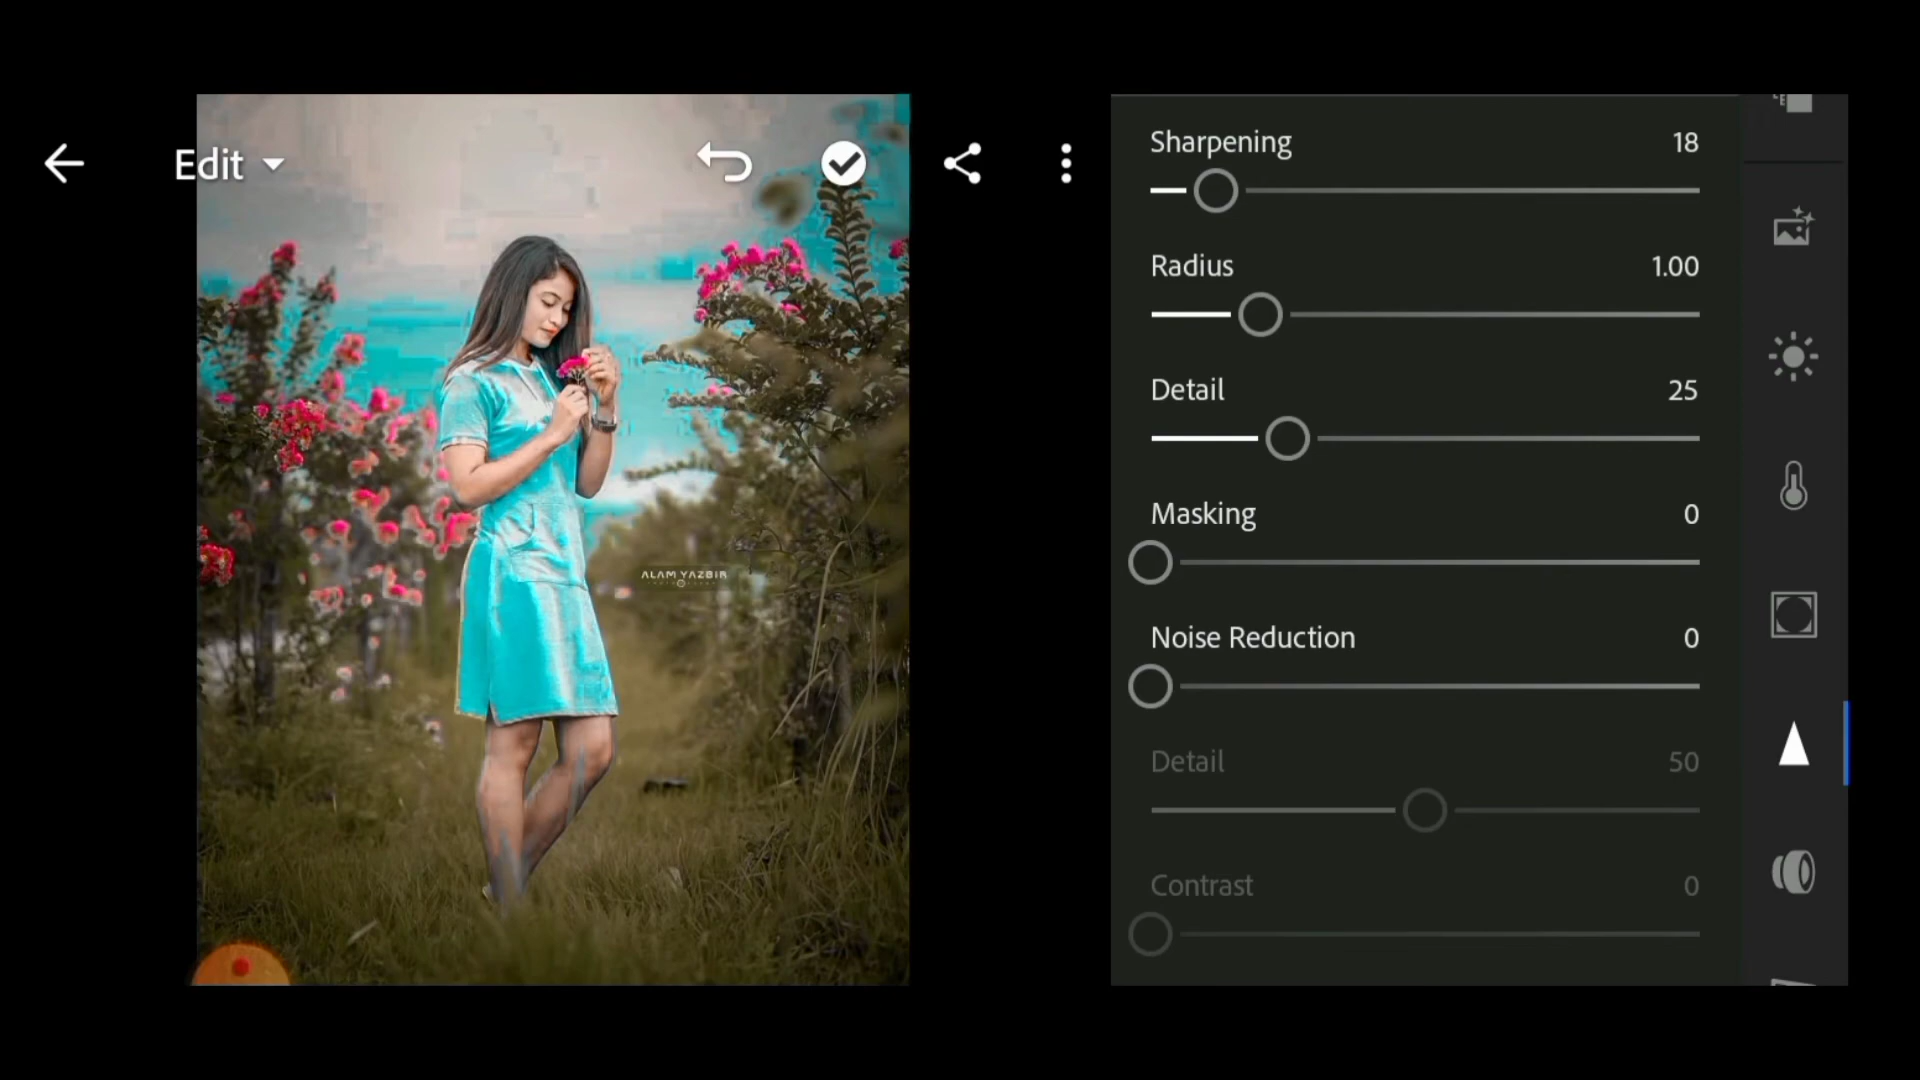 Edit
Sharpening 18
Radius 1.00
Detail 25
Masking 0
Noise Reduction 0
Detail 50
Contrast 0
ALAM YAZBIR